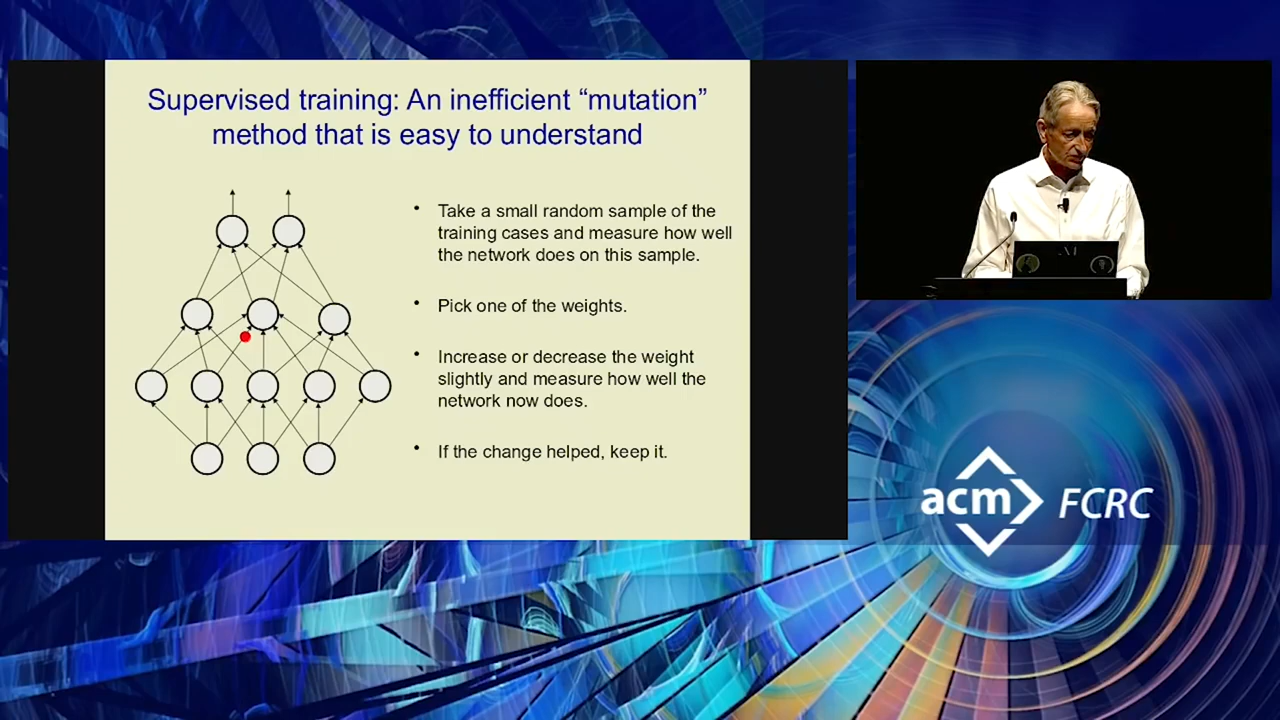 Supervised training: An inefficient “mutation”
method that is easy to understand
• Take a small random sample of the
training cases and measure how well
the network does on this sample.
• Pick one of the weights.
• Increase or decrease the weight
slightly and measure how well the
network now does.
• If the change helped, keep it.
acm FCRC